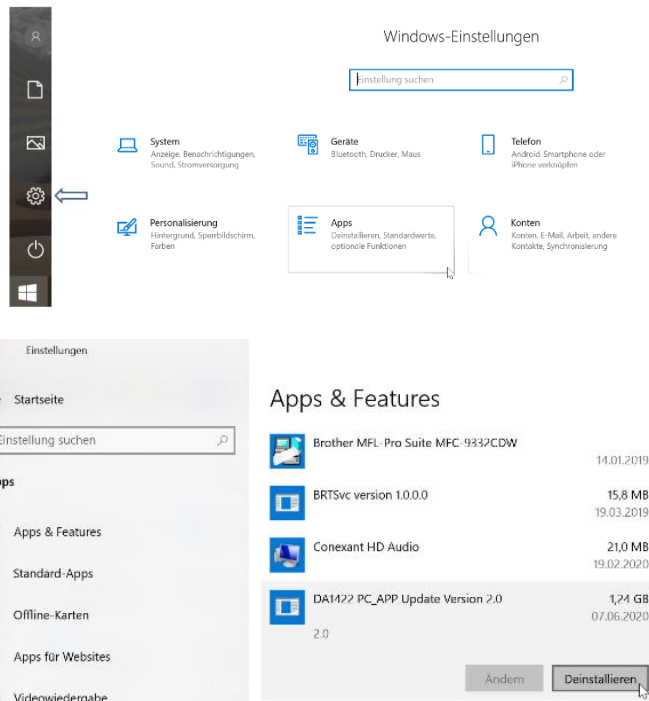 Windows-Einstellungen
Einstellung suchen
System
Anzeige, Benachrichtigungen,
Sound, Stromversorgung
Geräte
Bluetooth, Drucker, Maus
Telefon
Android-Smartphone oder
iPhone verknüpfen
Personalisierung
Hintergrund, Sperrbildschirm,
Farben
Apps
Deinstallieren, Standardwerte,
optionale Funktionen
Konten
Konten, E-Mail, Arbeit, andere
Kontakte, Synchronisierung
Einstellungen
Startseite
Einstellung suchen
ops
Apps & Features
Standard-Apps
Offline-Karten
Apps für Websites
Videowiedergabe
Apps & Features
Brother MFL-Pro Suite MFC-9332CDW
14.01.2019
BRTSvc version 1.0.0.0
15,8 MB
19.03.2019
Conexant HD Audio
21,0 MB
19.02.2020
DA1422 PC_APP Update Version 2.0
1,24 GB
07.06.2020
2.0
Ändern
Deinstallieren